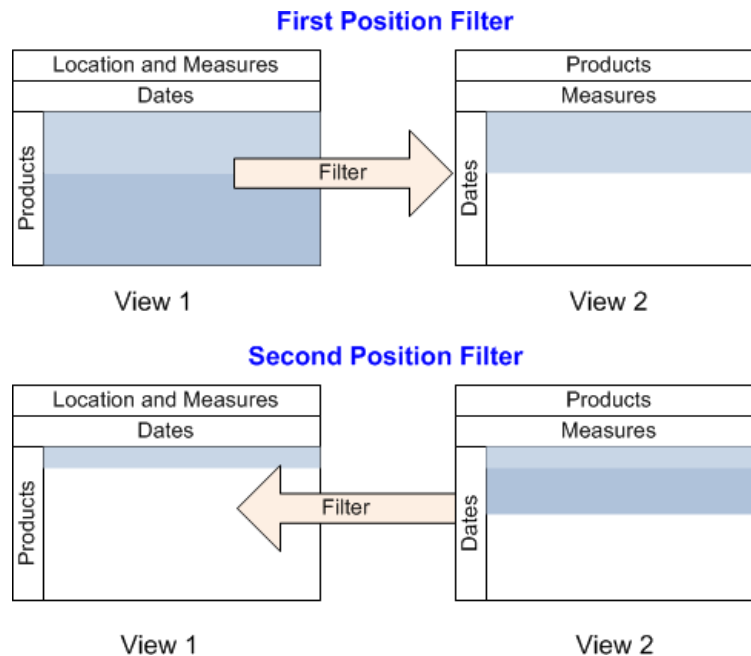 First Position Filter
Location and Measures
Dates
Products
Filter
Products
Measures
Dates
View 1
View 2
Second Position Filter
Location and Measures
Dates
Products
Filter
Products
Measures
Dates
View 1
View 2